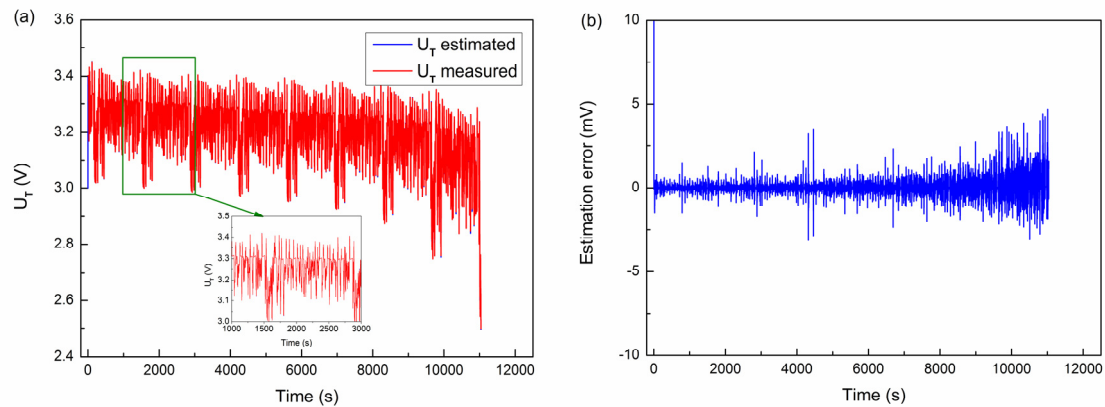 (a)
3.6
3.4
3.2
3.0
2.8
2.6
2.4
U_T (V)
U_T estimated
U_T measured
3.5
3.4
3.3
3.2
3.1
3.0
U_T (V)
1000 1500 2000 2500 3000
Time (s)
0 2000 4000 6000 8000 10000 12000
Time (s)
(b)
10
5
0
-5
-10
Estimation error (mV)
0 2000 4000 6000 8000 10000 12000
Time (s)